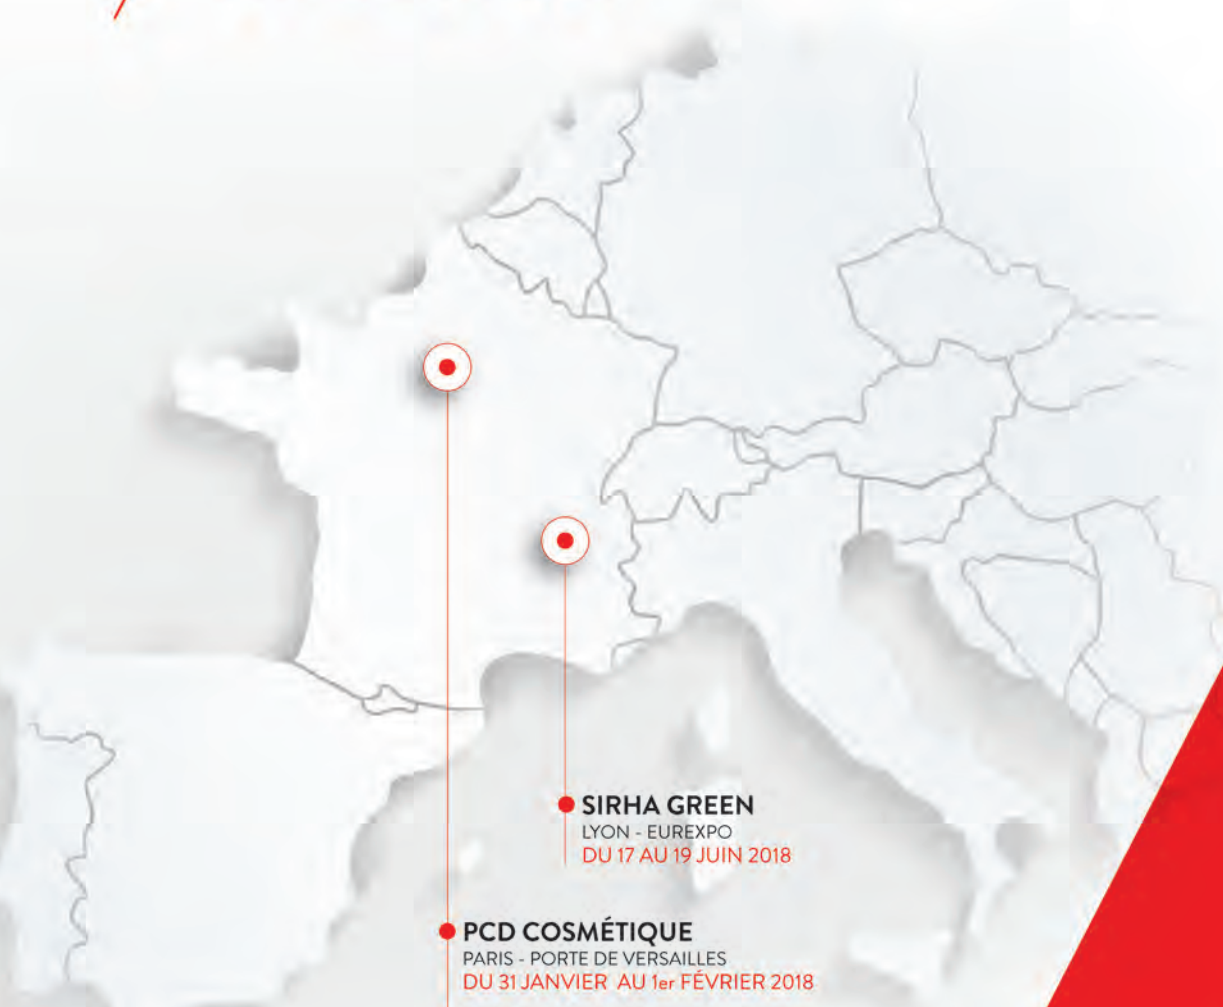 SIRHA GREEN
LYON - EUREXPO
DU 17 AU 19 JUIN 2018
PCD COSMÉTIQUE
PARIS - PORTE DE VERSAILLES
DU 31 JANVIER AU 1er FÉVRIER 2018